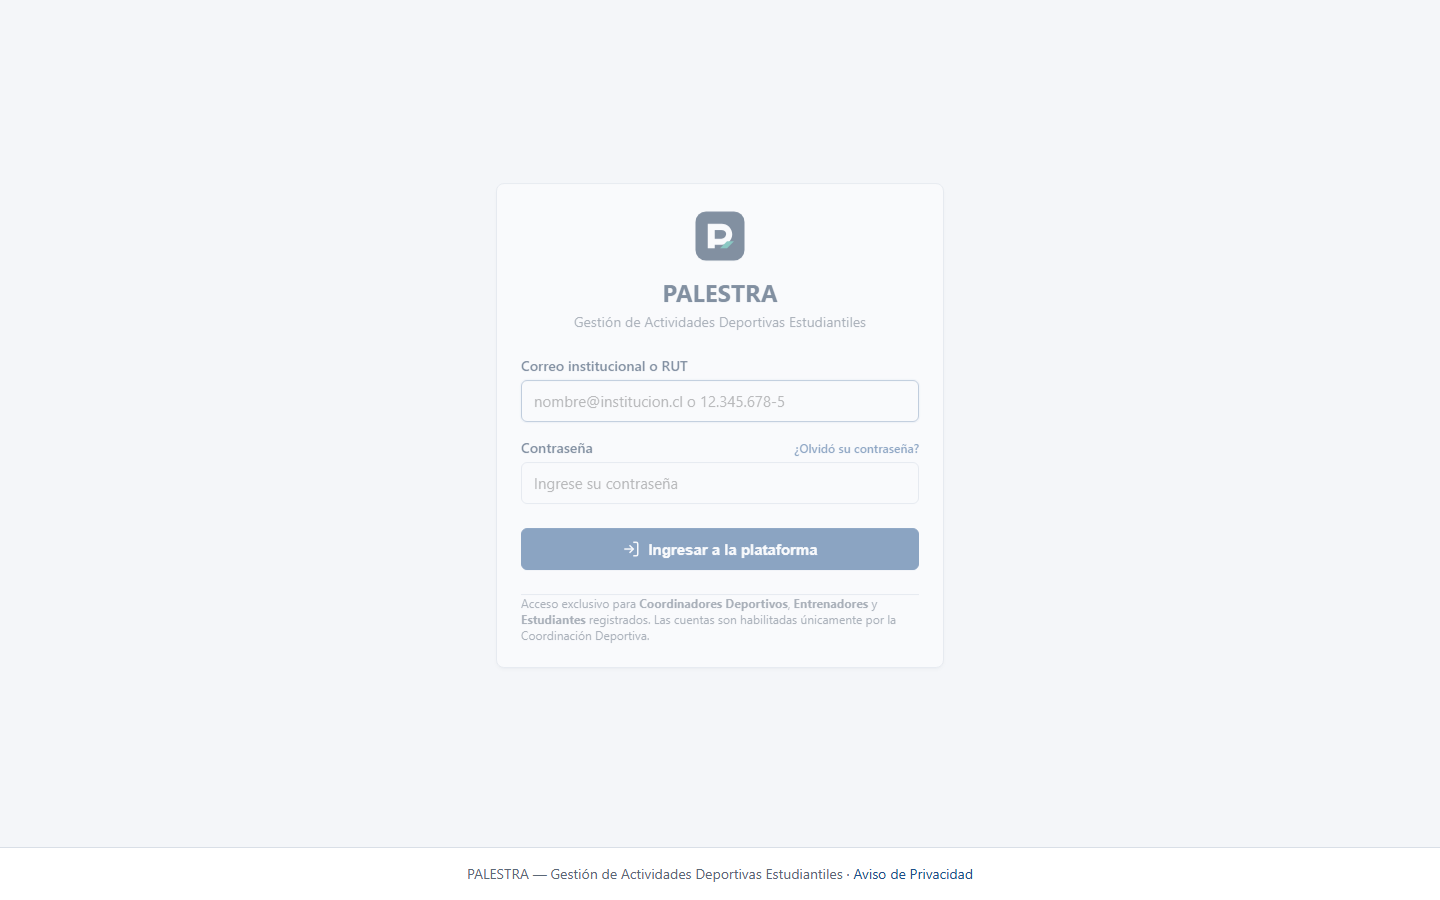 PALESTRA
Gestión de Actividades Deportivas Estudiantiles
Correo institucional o RUT
nombre@institucion.cl o 12.345.678-5
Contraseña
¿Olvidó su contraseña?
Ingrese su contraseña
Ingresar a la plataforma
Acceso exclusivo para Coordinadores Deportivos, Entrenadores y
Estudiantes registrados. Las cuentas son habilitadas únicamente por la
Coordinación Deportiva.
PALESTRA — Gestión de Actividades Deportivas Estudiantiles · Aviso de Privacidad